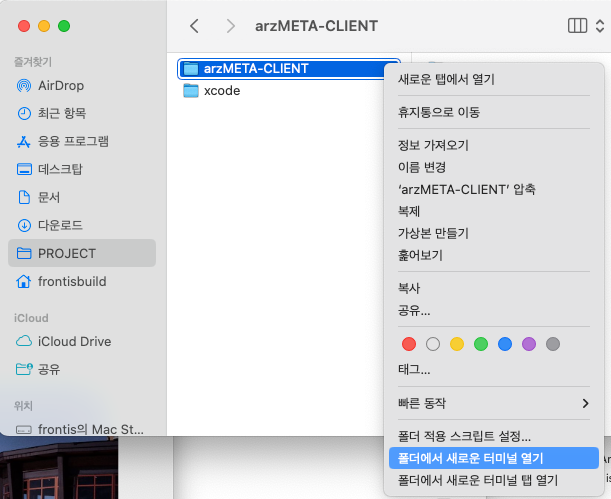 arzMETA-CLIENT
즐겨찾기
AirDrop
최근 항목
응용 프로그램
데스크탑
문서
다운로드
PROJECT
frontisbuild
iCloud
iCloud Drive
공유
위치
frontis의 Mac St...
arzMETA-CLIENT
xcode
새로운 탭에서 열기
휴지통으로 이동
정보 가져오기
이름 변경
‘arzMETA-CLIENT’ 압축
복제
가상본 만들기
훑어보기
복사
공유...
태그...
빠른 동작
폴더 적용 스크립트 설정...
폴더에서 새로운 터미널 열기
폴더에서 새로운 터미널 탭 열기